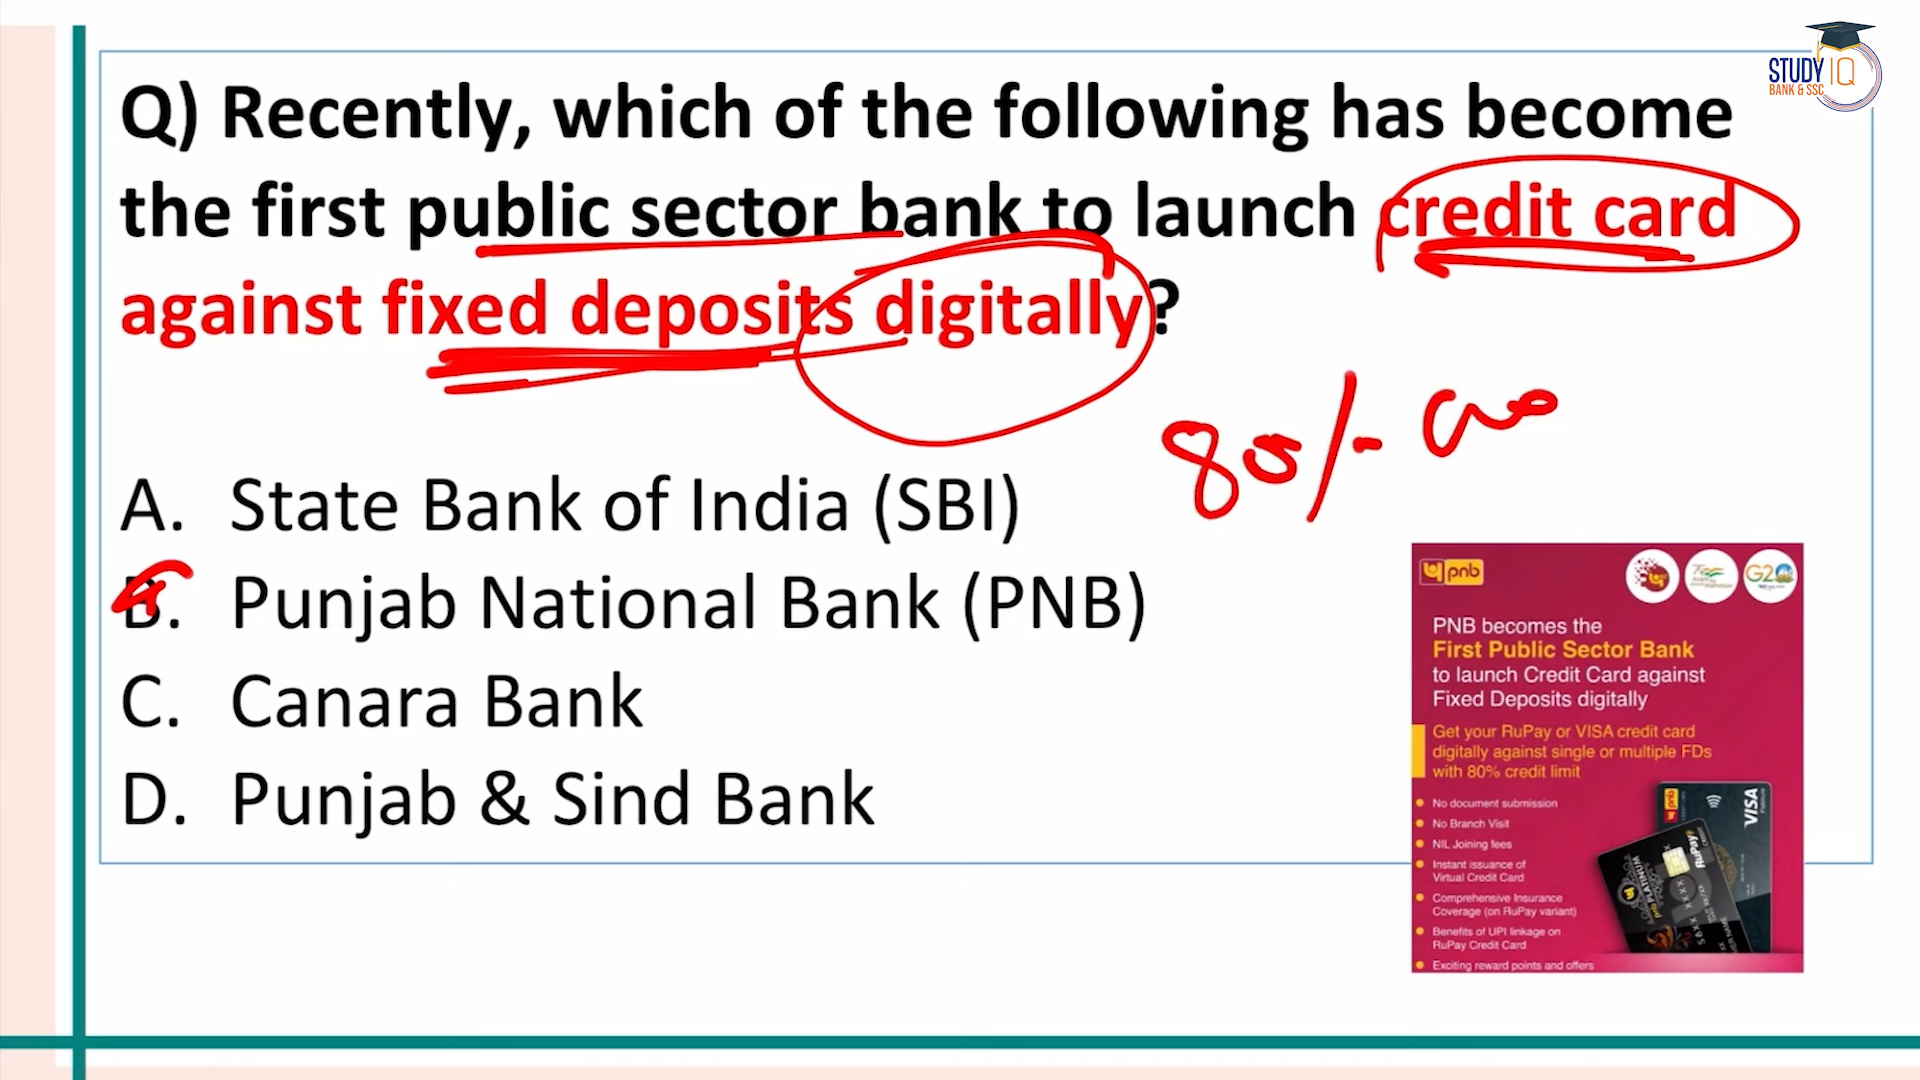 STUDY IQ
BANK & SSC
Q) Recently, which of the following has become
the first public sector bank to launch credit card
against fixed deposits digitally?
80/-
A. State Bank of India (SBI)
B. Punjab National Bank (PNB)
C. Canara Bank
D. Punjab & Sind Bank
pnb
G20
PNB becomes the
First Public Sector Bank
to launch Credit Card against
Fixed Deposits digitally
Get your RuPay or VISA credit card
digitally against single or multiple FDs
with 80% credit limit
No document submission
No Branch Visit
NIL Joining fees
Instant issuance of
Virtual Credit Card
Comprehensive Insurance
Coverage (on RuPay variant)
Benefits of UPI linkage on
RuPay Credit Card
Exciting reward points and offers
pnb
VISA
RuPay
PLATINUM